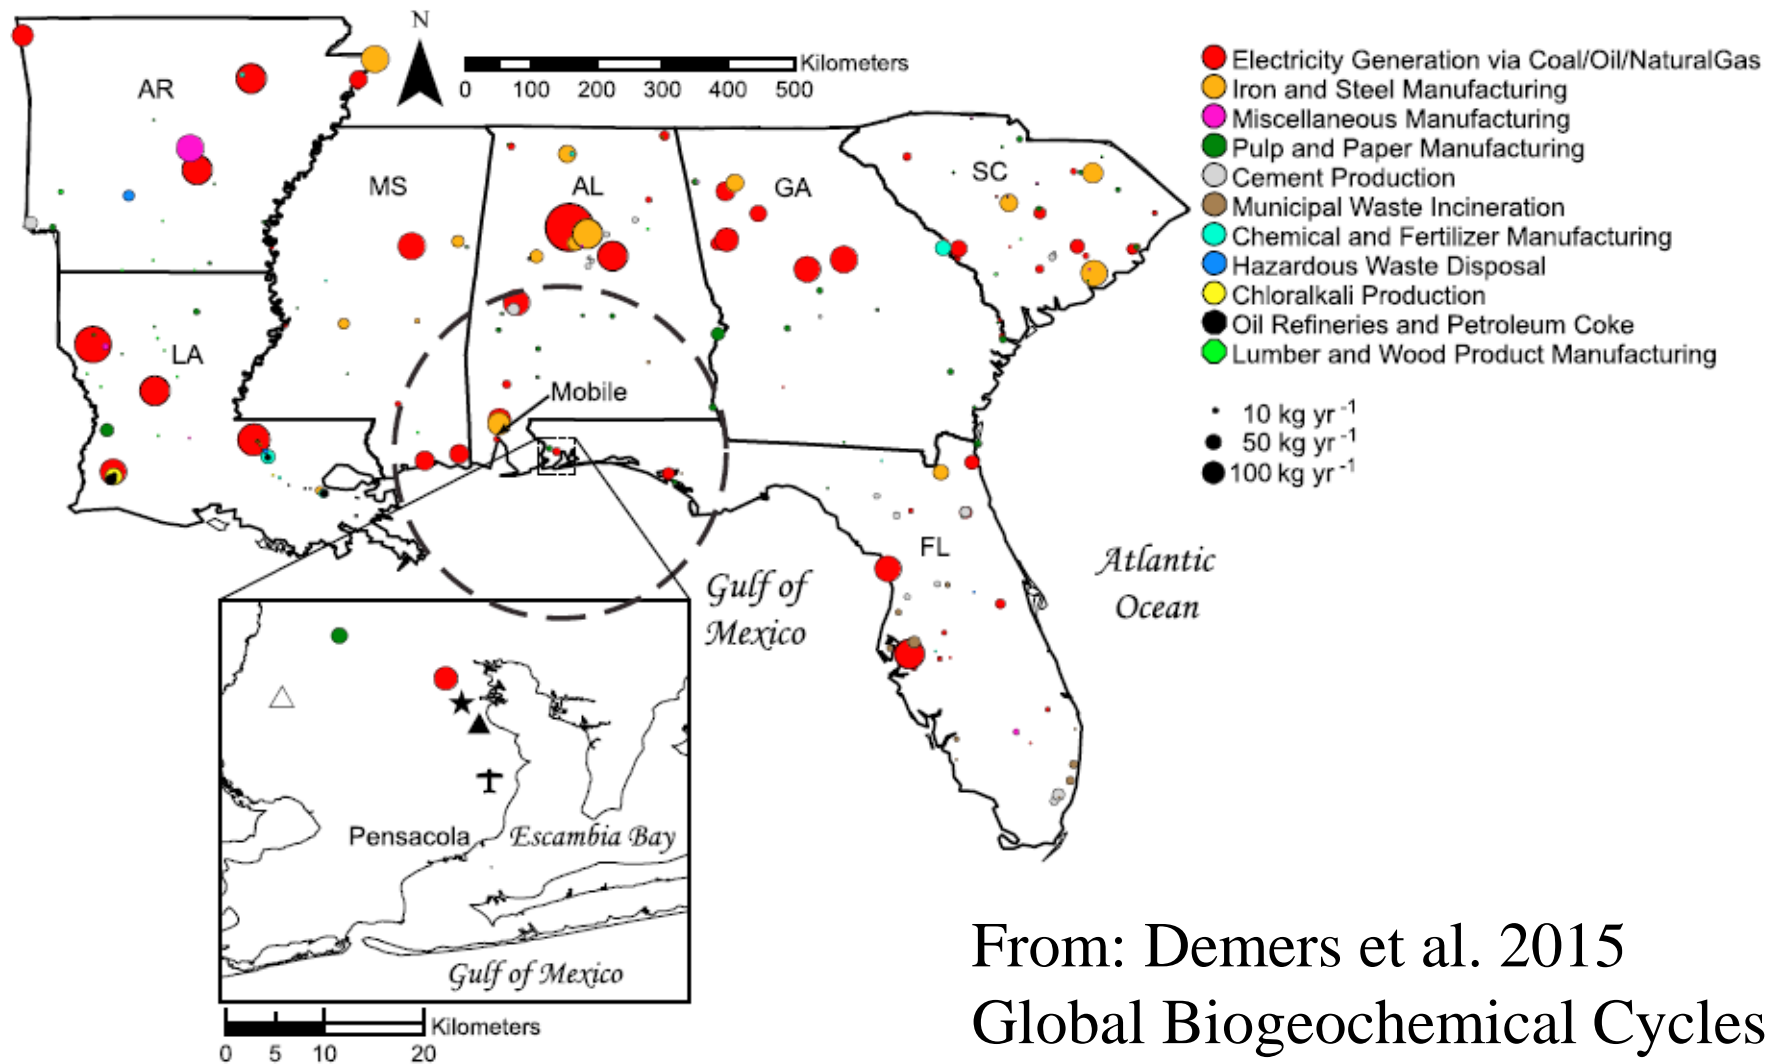 N
Kilometers
0 100 200 300 400 500
AR
MS
AL
GA
SC
LA
Mobile
FL
Electricity Generation via Coal/Oil/NaturalGas
Iron and Steel Manufacturing
Miscellaneous Manufacturing
Pulp and Paper Manufacturing
Cement Production
Municipal Waste Incineration
Chemical and Fertilizer Manufacturing
Hazardous Waste Disposal
Chloralkali Production
Oil Refineries and Petroleum Coke
Lumber and Wood Product Manufacturing
10 kg yr⁻¹
50 kg yr⁻¹
100 kg yr⁻¹
Gulf of
Mexico
Atlantic
Ocean
Pensacola
Escambia Bay
Gulf of Mexico
Kilometers
0 5 10 20
From: Demers et al. 2015
Global Biogeochemical Cycles